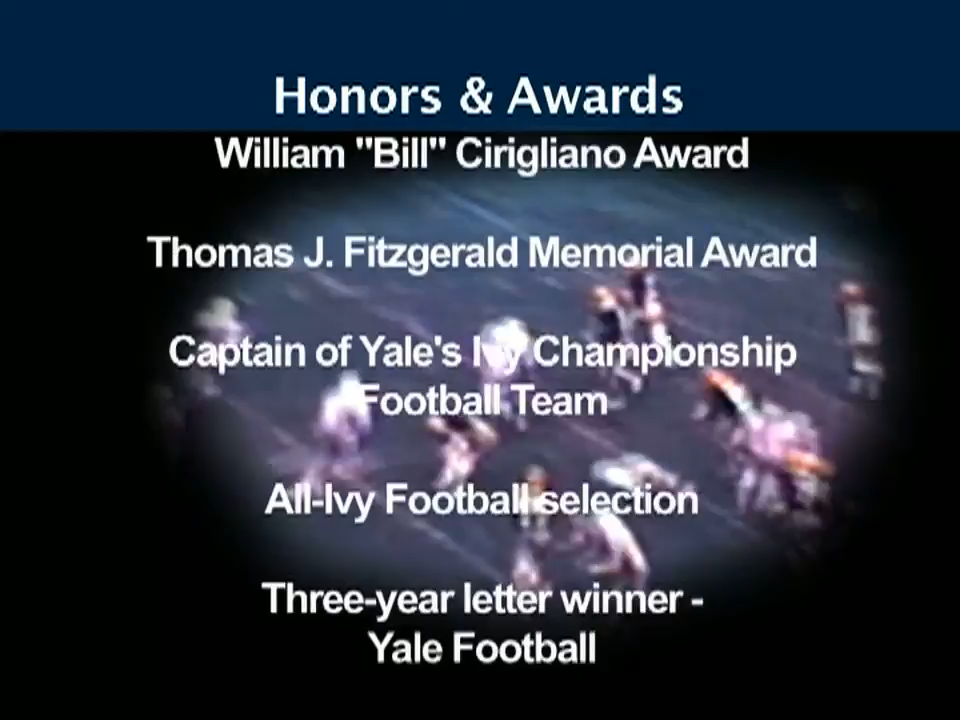 Honors & Awards
William "Bill" Cirigliano Award
Thomas J. Fitzgerald Memorial Award
Captain of Yale's Ivy Championship
Football Team
All-Ivy Football selection
Three-year letter winner -
Yale Football